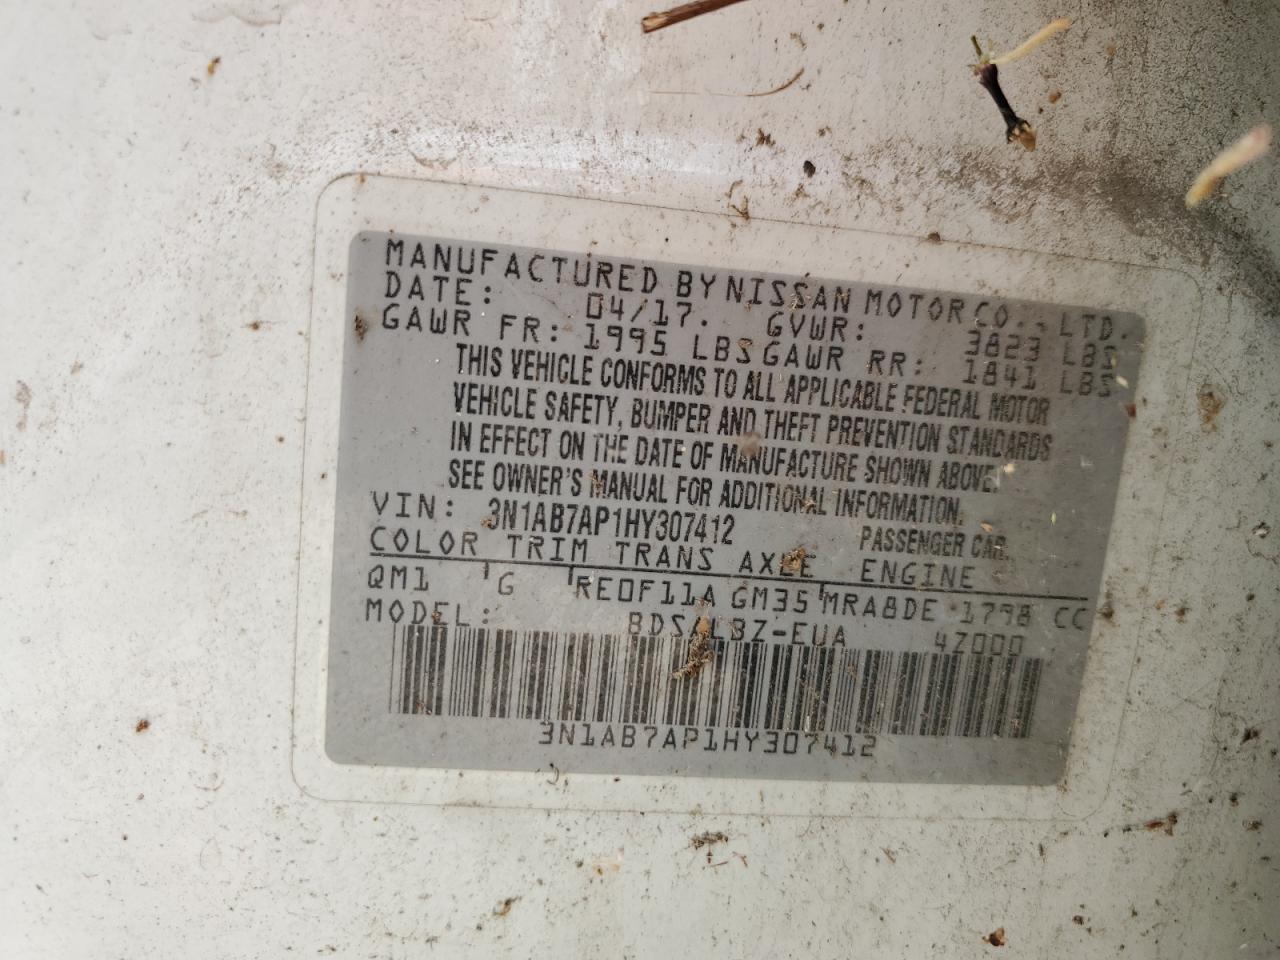 MANUFACTURED BY NISSAN MOTOR CO., LTD.
DATE: 04/17. GVWR: 3823 LBS
GAWR FR: 1995 LBS GAWR RR: 1841 LBS
THIS VEHICLE CONFORMS TO ALL APPLICABLE FEDERAL MOTOR
VEHICLE SAFETY, BUMPER AND THEFT PREVENTION STANDARDS
IN EFFECT ON THE DATE OF MANUFACTURE SHOWN ABOVE.
SEE OWNER'S MANUAL FOR ADDITIONAL INFORMATION.
VIN: 3N1AB7AP1HY307412 PASSENGER CAR.
COLOR TRIM TRANS AXLE ENGINE
QM1 G RE0F11A GM35 MRA8DE 1798 CC
MODEL: BDSALBZ-EUA 4Z000
3N1AB7AP1HY307412